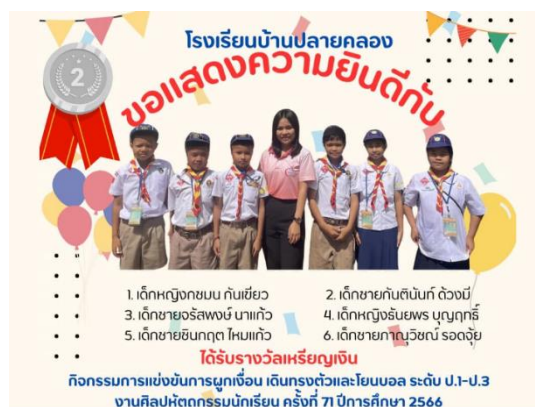 โรงเรียนบ้านปลายคลอง
ขอแสดงความยินดีกับ
2
1. เด็กหญิงกชมน กันเขียว
2. เด็กชายกันตินันท์ ด้วงมี
3. เด็กชายจรัสพงษ์ นาแก้ว
4. เด็กหญิงธันยพร บุญฤทธิ์
5. เด็กชายชินกฤต ไหมแก้ว
6. เด็กชายภาณุวิชญ์ รอดจุ้ย
ได้รับรางวัลเหรียญเงิน
กิจกรรมการแข่งขันการผูกเงื่อน เดินทรงตัวและโยนบอล ระดับ ป.1-ป.3
งานศิลปหัตถกรรมนักเรียน ครั้งที่ 71 ปีการศึกษา 2566